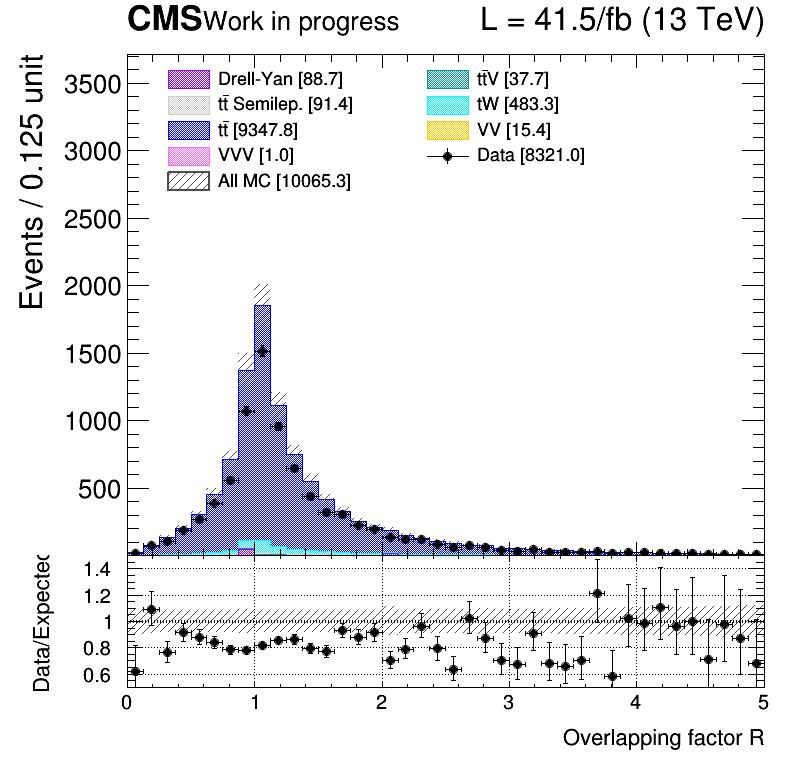 CMS Work in progress L = 41.5/fb (13 TeV)
Events / 0.125 unit
3500
3000
2500
2000
1500
1000
500
Drell-Yan [88.7]
tt̄ Semilep. [91.4]
tt̄ [9347.8]
VVV [1.0]
All MC [10065.3]
tt̄V [37.7]
tW [483.3]
VV [15.4]
Data [8321.0]
Data/Expected
1.4
1.2
1
0.8
0.6
0 1 2 3 4 5
Overlapping factor R